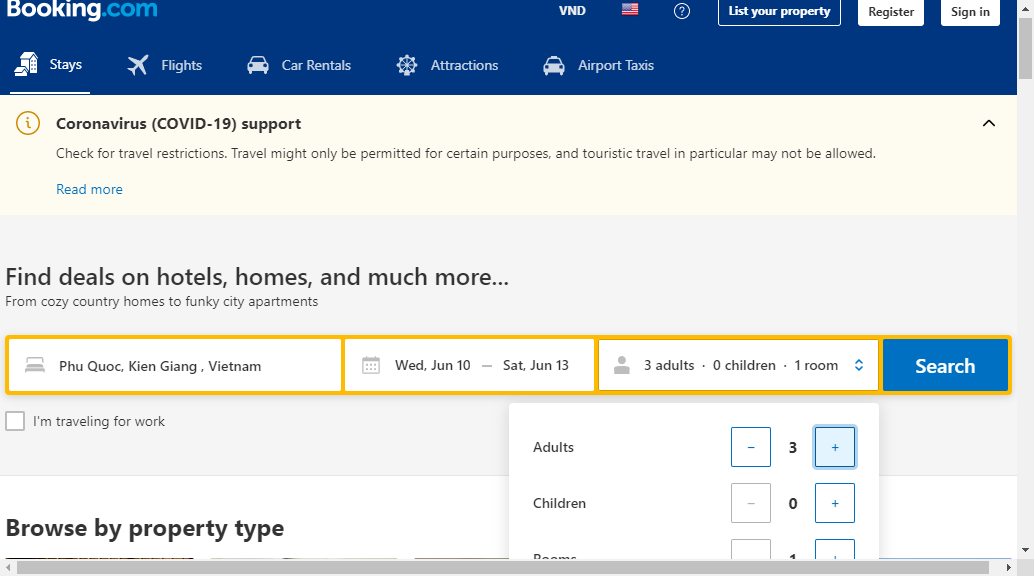 Booking.com
VND
List your property
Register
Sign in
Stays
Flights
Car Rentals
Attractions
Airport Taxis
Coronavirus (COVID-19) support
Check for travel restrictions. Travel might only be permitted for certain purposes, and touristic travel in particular may not be allowed.
Read more
Find deals on hotels, homes, and much more...
From cozy country homes to funky city apartments
Phu Quoc, Kien Giang , Vietnam
Wed, Jun 10 — Sat, Jun 13
3 adults · 0 children · 1 room
Search
I'm traveling for work
Adults
− 3 +
Children
− 0 +
Rooms
1
Browse by property type